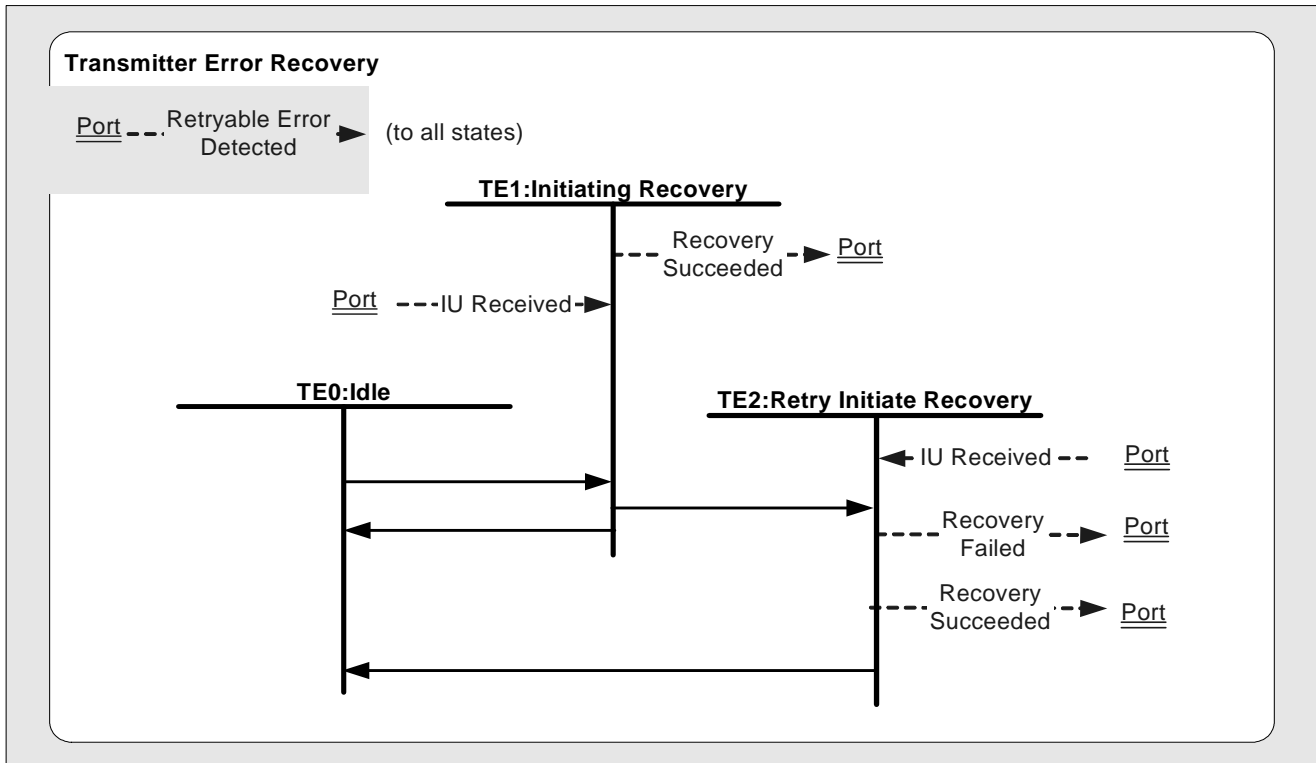 Transmitter Error Recovery
Port
Retryable Error
Detected
(to all states)
TE1:Initiating Recovery
Recovery
Succeeded
Port
Port
IU Received
TE0:Idle
TE2:Retry Initiate Recovery
IU Received
Port
Recovery
Failed
Port
Recovery
Succeeded
Port